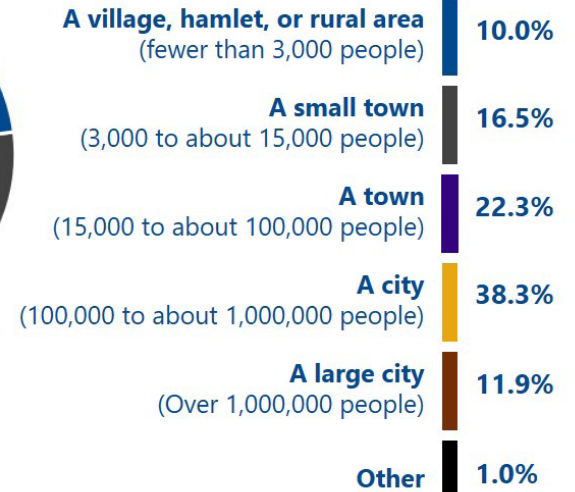 A village, hamlet, or rural area 10.0%
(fewer than 3,000 people)
A small town 16.5%
(3,000 to about 15,000 people)
A town 22.3%
(15,000 to about 100,000 people)
A city 38.3%
(100,000 to about 1,000,000 people)
A large city 11.9%
(Over 1,000,000 people)
Other 1.0%